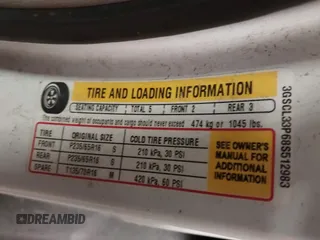 TIRE AND LOADING INFORMATION
SEATING CAPACITY TOTAL 5 FRONT 2 REAR 3
The combined weight of occupants and cargo should never exceed 474 kg or 1045 lbs.
TIRE ORIGINAL SIZE COLD TIRE PRESSURE
FRONT P235/65R16 S 210 kPa, 30 PSI
REAR P235/65R16 S 210 kPa, 30 PSI
SPARE T135/70R16 M 420 kPa, 60 PSI
SEE OWNER'S
MANUAL FOR
ADDITIONAL
INFORMATION
3GSCL33P68S512983
DREAMBID